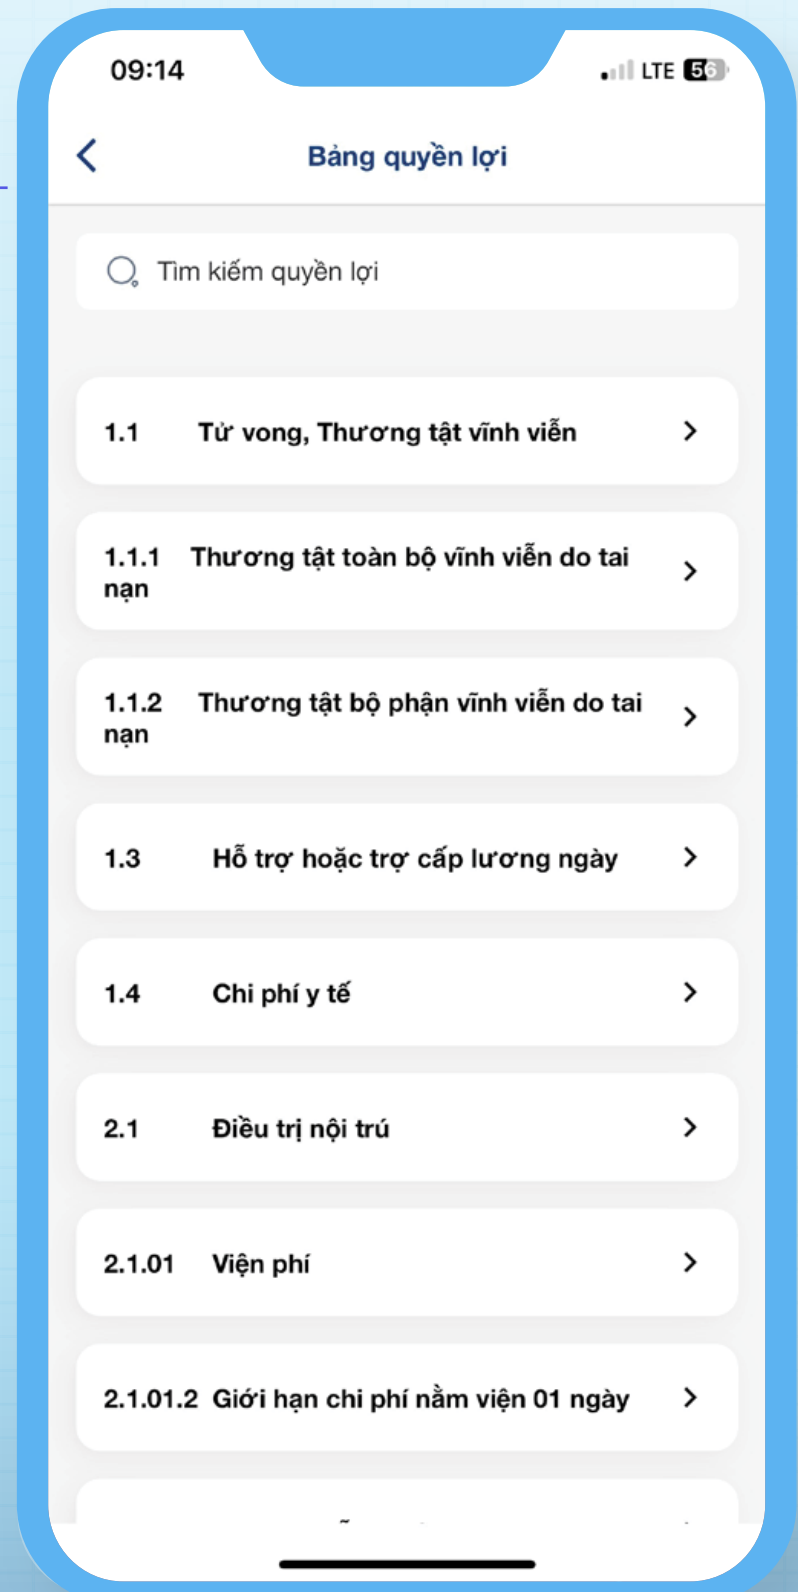 09:14 LTE 56
Bảng quyền lợi
Tìm kiếm quyền lợi
1.1 Tử vong, Thương tật vĩnh viễn
1.1.1 Thương tật toàn bộ vĩnh viễn do tai
nạn
1.1.2 Thương tật bộ phận vĩnh viễn do tai
nạn
1.3 Hỗ trợ hoặc trợ cấp lương ngày
1.4 Chi phí y tế
2.1 Điều trị nội trú
2.1.01 Viện phí
2.1.01.2 Giới hạn chi phí nằm viện 01 ngày